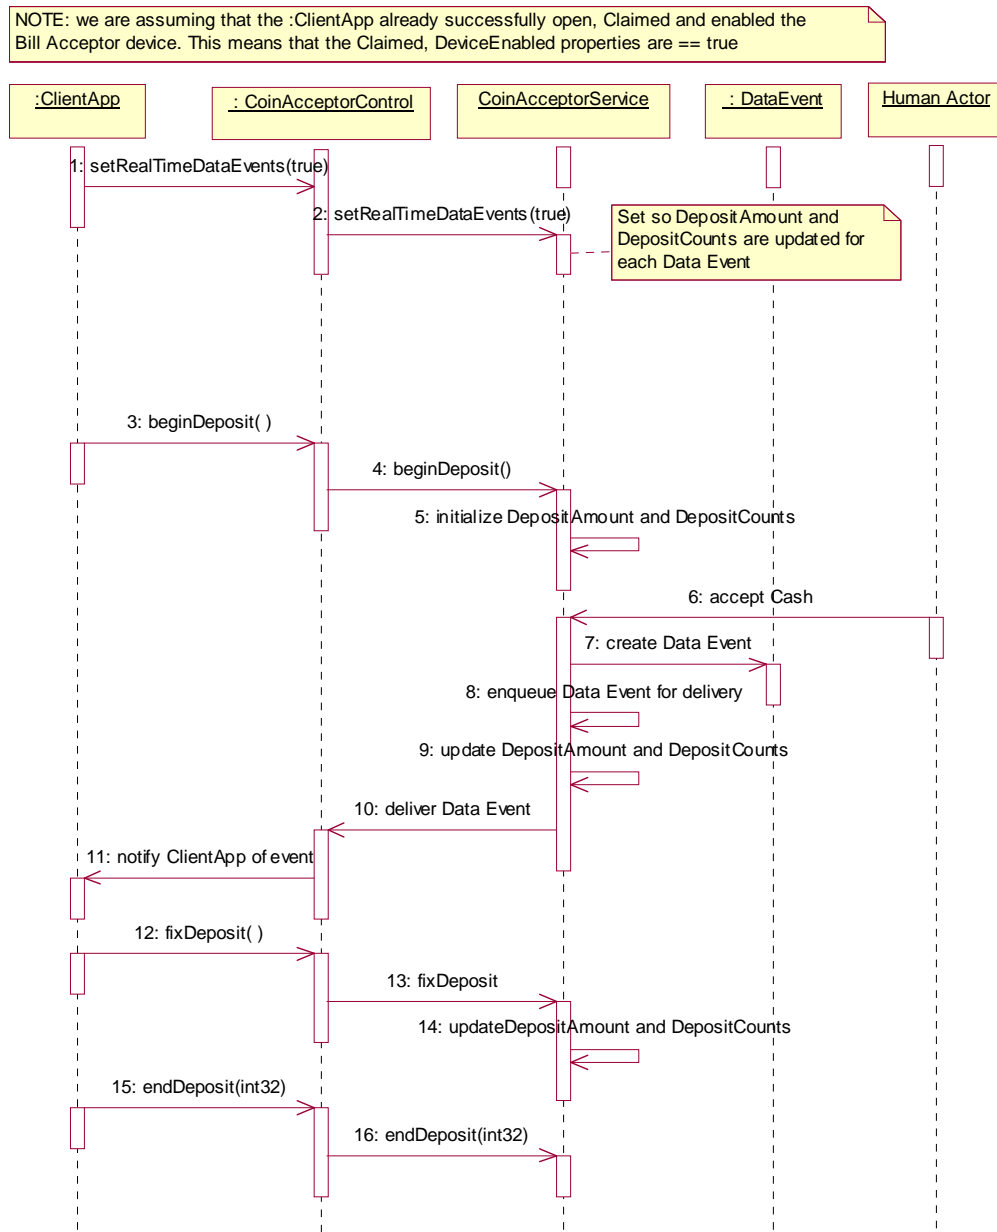 NOTE: we are assuming that the :ClientApp already successfully open, Claimed and enabled the
Bill Acceptor device. This means that the Claimed, DeviceEnabled properties are == true
:ClientApp
: CoinAcceptorControl
CoinAcceptorService
: DataEvent
Human Actor
1: setRealTimeDataEvents(true)
2: setRealTimeDataEvents(true)
Set so DepositAmount and
DepositCounts are updated for
each Data Event
3: beginDeposit( )
4: beginDeposit()
5: initialize DepositAmount and DepositCounts
6: accept Cash
7: create Data Event
8: enqueue Data Event for delivery
9: update DepositAmount and DepositCounts
10: deliver Data Event
11: notify ClientApp of event
12: fixDeposit( )
13: fixDeposit
14: updateDepositAmount and DepositCounts
15: endDeposit(int32)
16: endDeposit(int32)